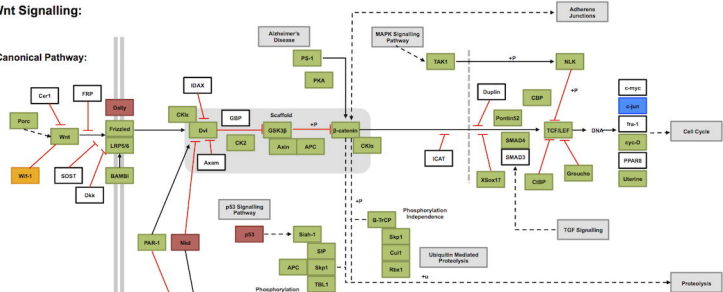 Wnt Signalling:
Canonical Pathway:
Alzheimer's
Disease
PS-1
PKA
MAPK Signalling
Pathway
Adherens
Junctions
TAK1
+P
NLK
+P
Cer1
FRP
Dally
IDAX
Porc
Wnt
Frizzled
LRP5/6
Wif-1
SOST
Dkk
BAMBI
CKIε
Dvl
GBP
CK2
Axam
Scaffold
GSK3β
+P
β-catenin
Axin
APC
CKIα
ICAT
Duplin
Pontin52
CBP
SMAD4
SMAD3
TCF/LEF
DNA
XSox17
CtBP
Groucho
c-myc
c-jun
fra-1
cyc-D
PPARδ
Uterine
Cell Cycle
TGF Signalling
PAR-1
Nkd
p53 Signalling
Pathway
p53
Siah-1
SIP
APC
Skp1
TBL1
Phosphorylation
+P
B-TrCP
Skp1
Cul1
Rbx1
Phosphorylation
Independence
Ubiquitin Mediated
Proteolysis
+u
Proteolysis